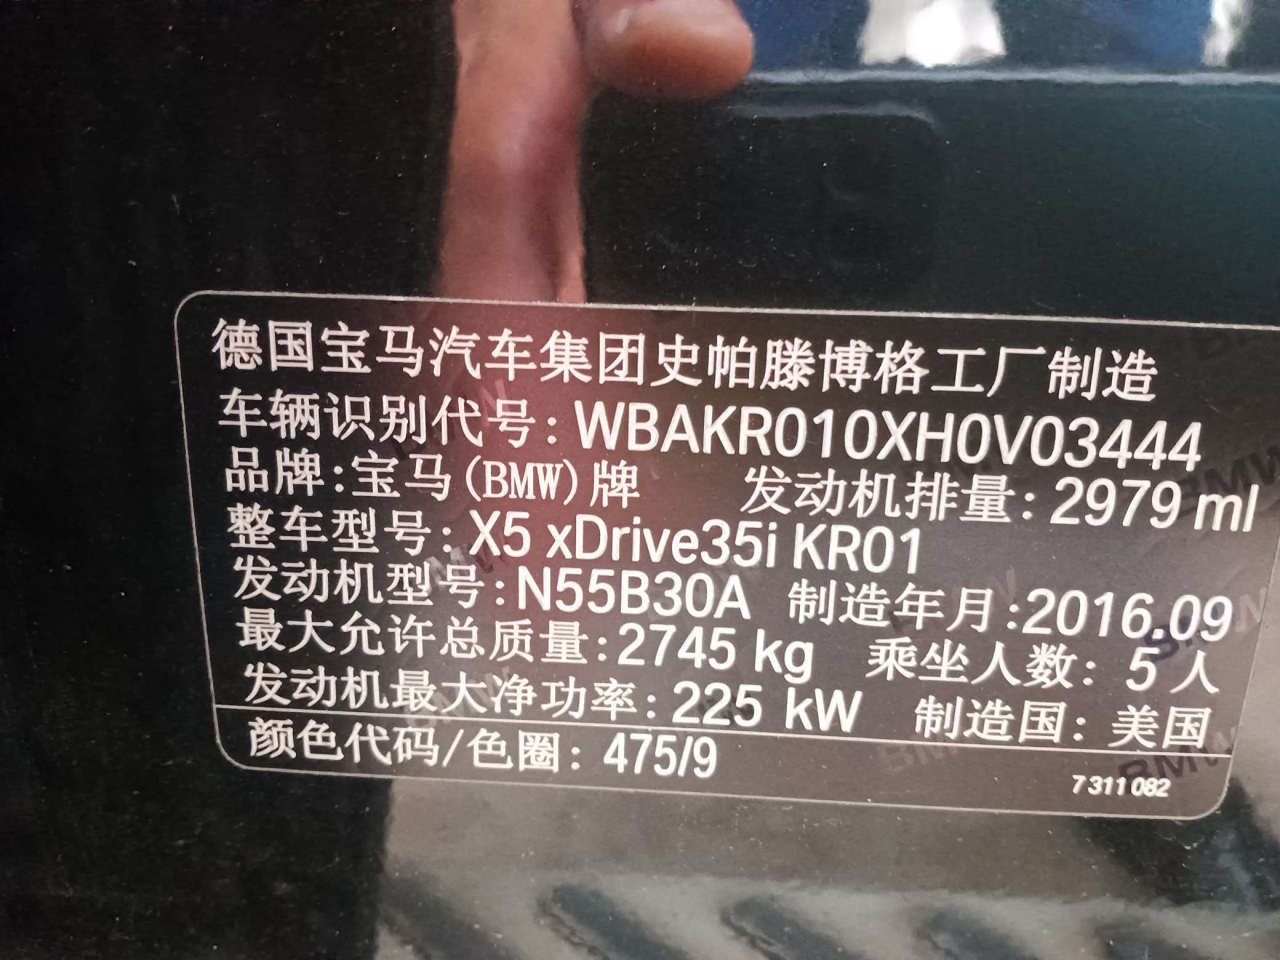 德国宝马汽车集团史帕滕博格工厂制造
车辆识别代号: WBAKR010XH0V03444
品牌:宝马(BMW)牌 发动机排量: 2979 ml
整车型号: X5 xDrive35i KR01
发动机型号:N55B30A 制造年月:2016.09
最大允许总质量:2745 kg 乘坐人数: 5 人
发动机最大净功率: 225 kW 制造国: 美国
颜色代码/色圈: 475/9
7 311 082